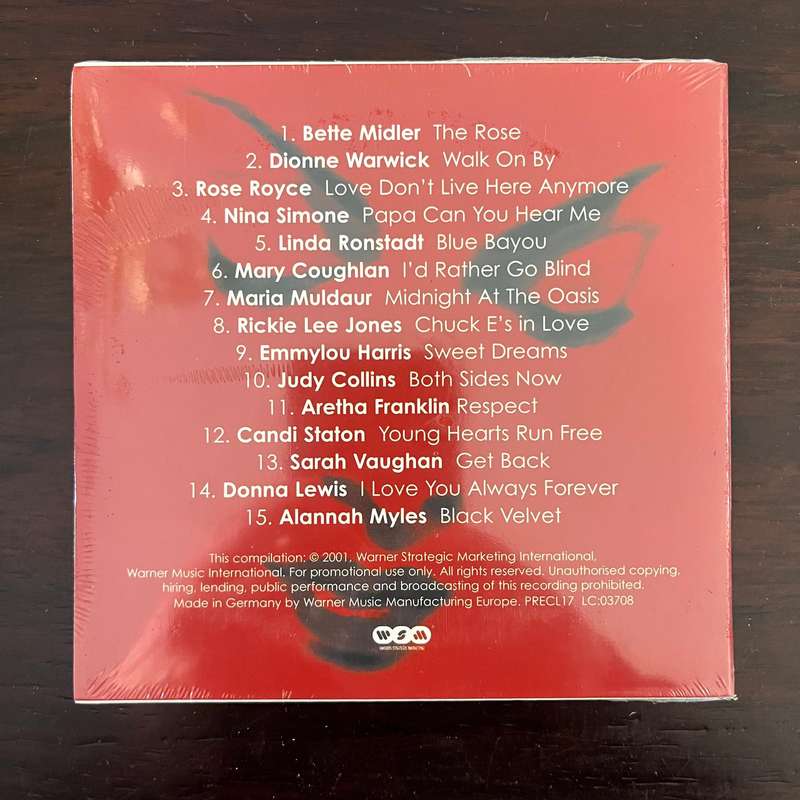 1. Bette Midler The Rose
2. Dionne Warwick Walk On By
3. Rose Royce Love Don't Live Here Anymore
4. Nina Simone Papa Can You Hear Me
5. Linda Ronstadt Blue Bayou
6. Mary Coughlan I'd Rather Go Blind
7. Maria Muldaur Midnight At The Oasis
8. Rickie Lee Jones Chuck E's in Love
9. Emmylou Harris Sweet Dreams
10. Judy Collins Both Sides Now
11. Aretha Franklin Respect
12. Candi Staton Young Hearts Run Free
13. Sarah Vaughan Get Back
14. Donna Lewis I Love You Always Forever
15. Alannah Myles Black Velvet
This compilation: © 2001, Warner Strategic Marketing International,
Warner Music International. For promotional use only. All rights reserved. Unauthorised copying,
hiring, lending, public performance and broadcasting of this recording prohibited.
Made in Germany by Warner Music Manufacturing Europe. PRECL17 LC:03708
WSM
WARNER STRATEGIC MARKETING